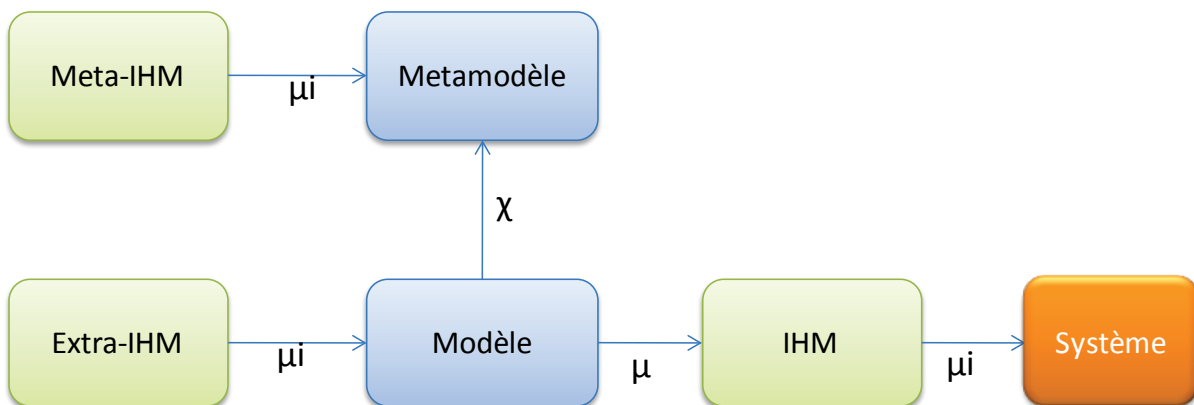 Meta-IHM
µi
Metamodèle
χ
Extra-IHM
µi
Modèle
µ
IHM
µi
Système